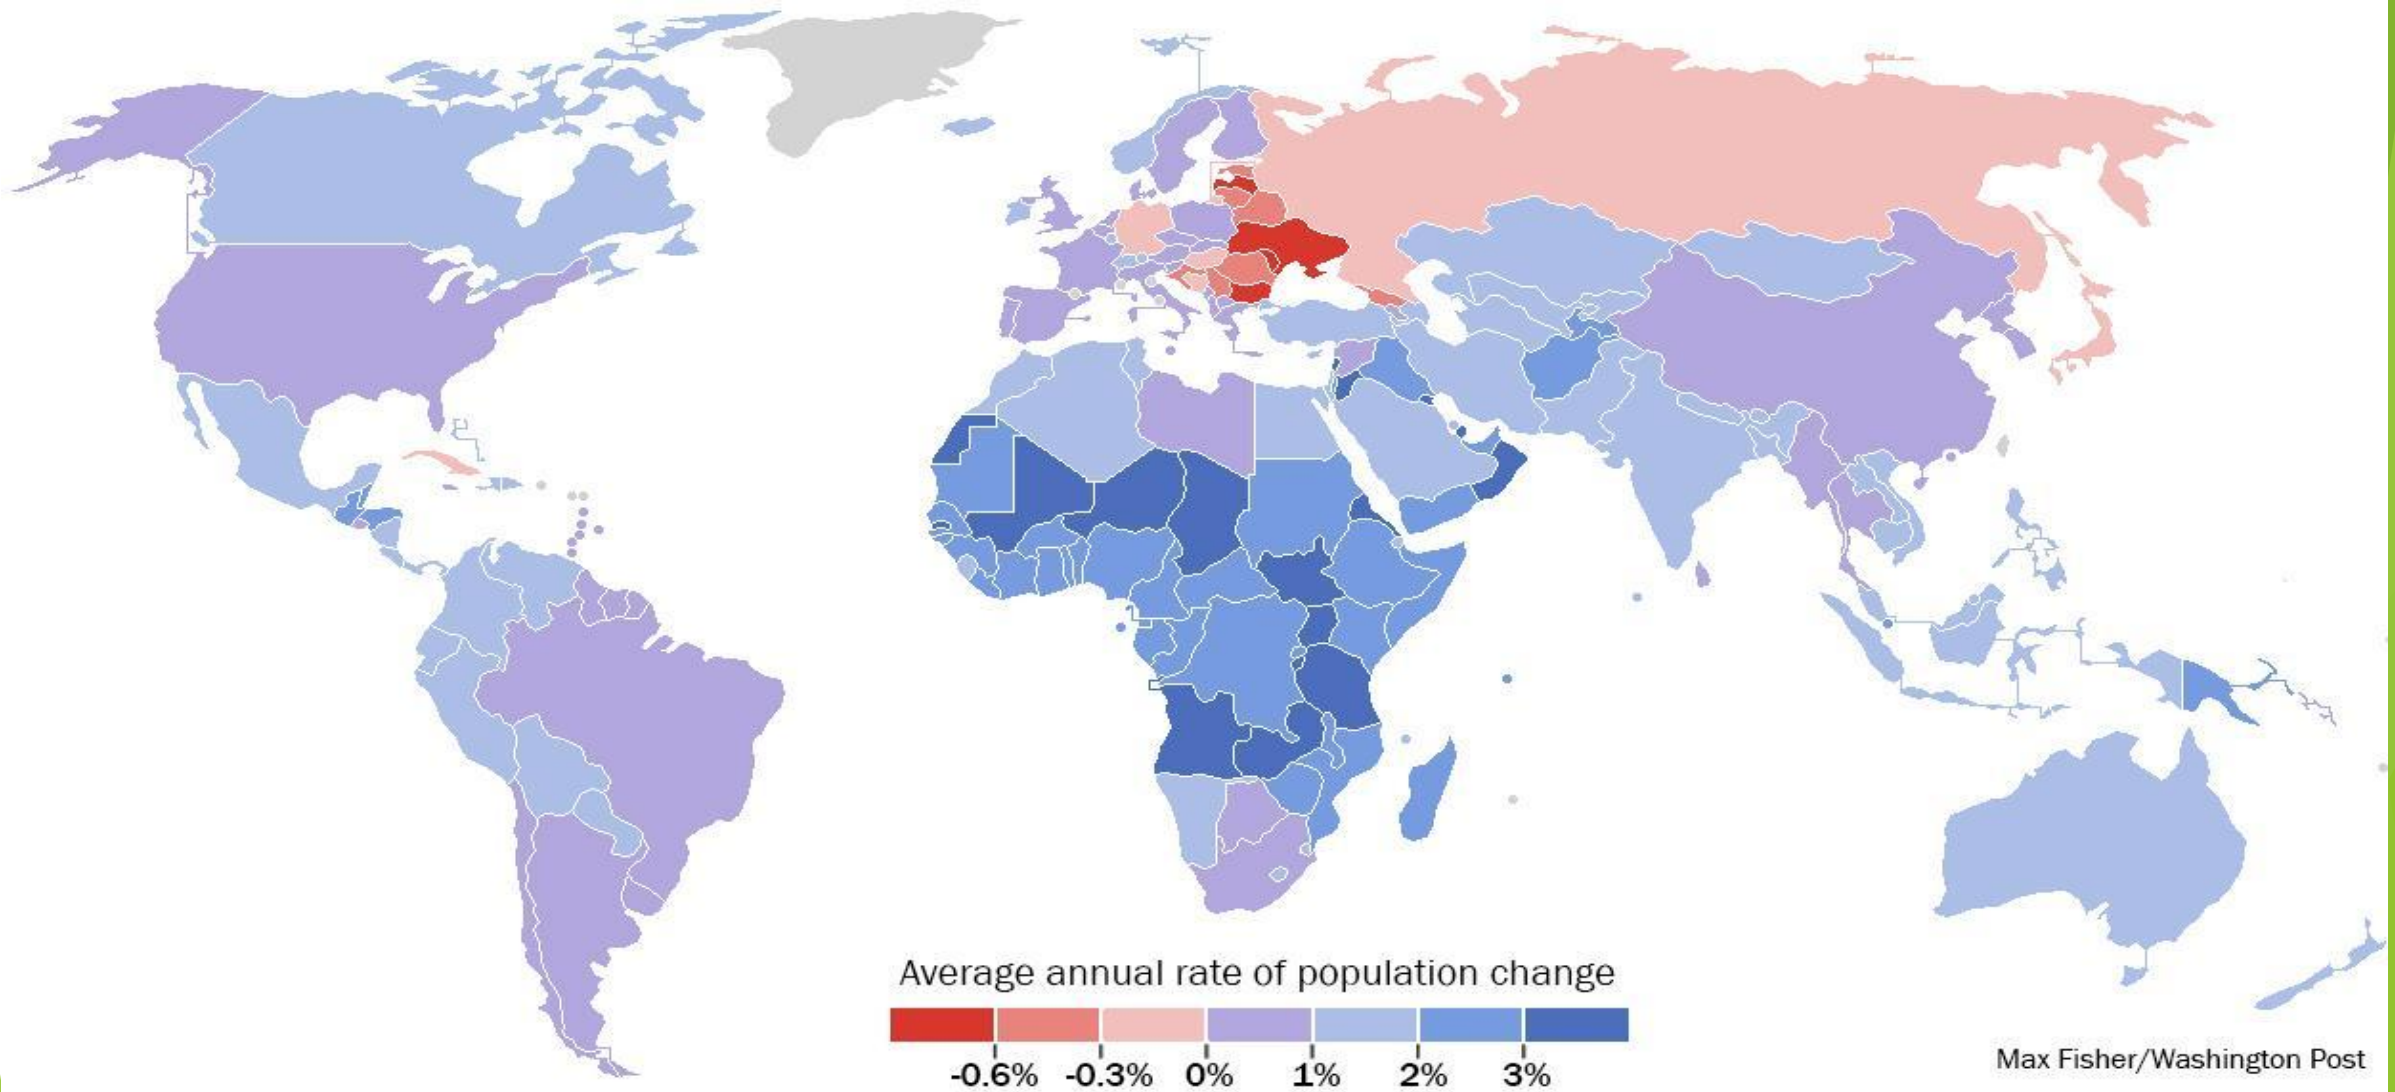 Average annual rate of population change
-0.6% -0.3% 0% 1% 2% 3%
Max Fisher/Washington Post